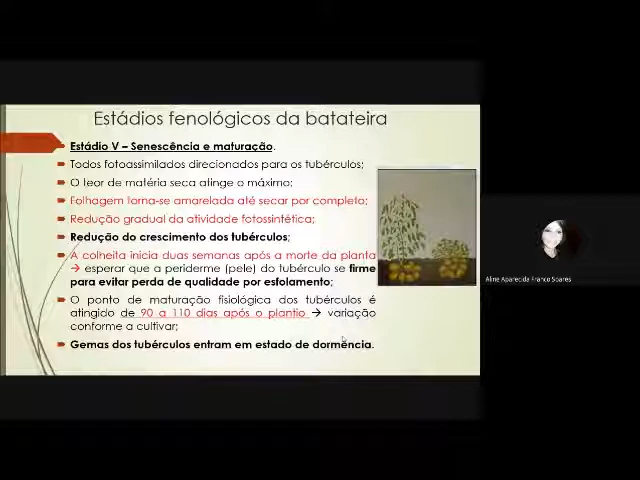 Estádios fenológicos da batateira
Estádio V – Senescência e maturação.
Todos fotoassimilados direcionados para os tubérculos;
O teor de matéria seca atinge o máximo;
Folhagem torna-se amarelada até secar por completo;
Redução gradual da atividade fotossintética;
Redução do crescimento dos tubérculos;
A colheita inicia duas semanas após a morte da planta
→ esperar que a periderme (pele) do tubérculo se firme
para evitar perda de qualidade por esfolamento;
O ponto de maturação fisiológica dos tubérculos é
atingido de 90 a 110 dias após o plantio → variação
conforme a cultivar;
Gemas dos tubérculos entram em estado de dormência.
Aline Aparecida Franco Soares